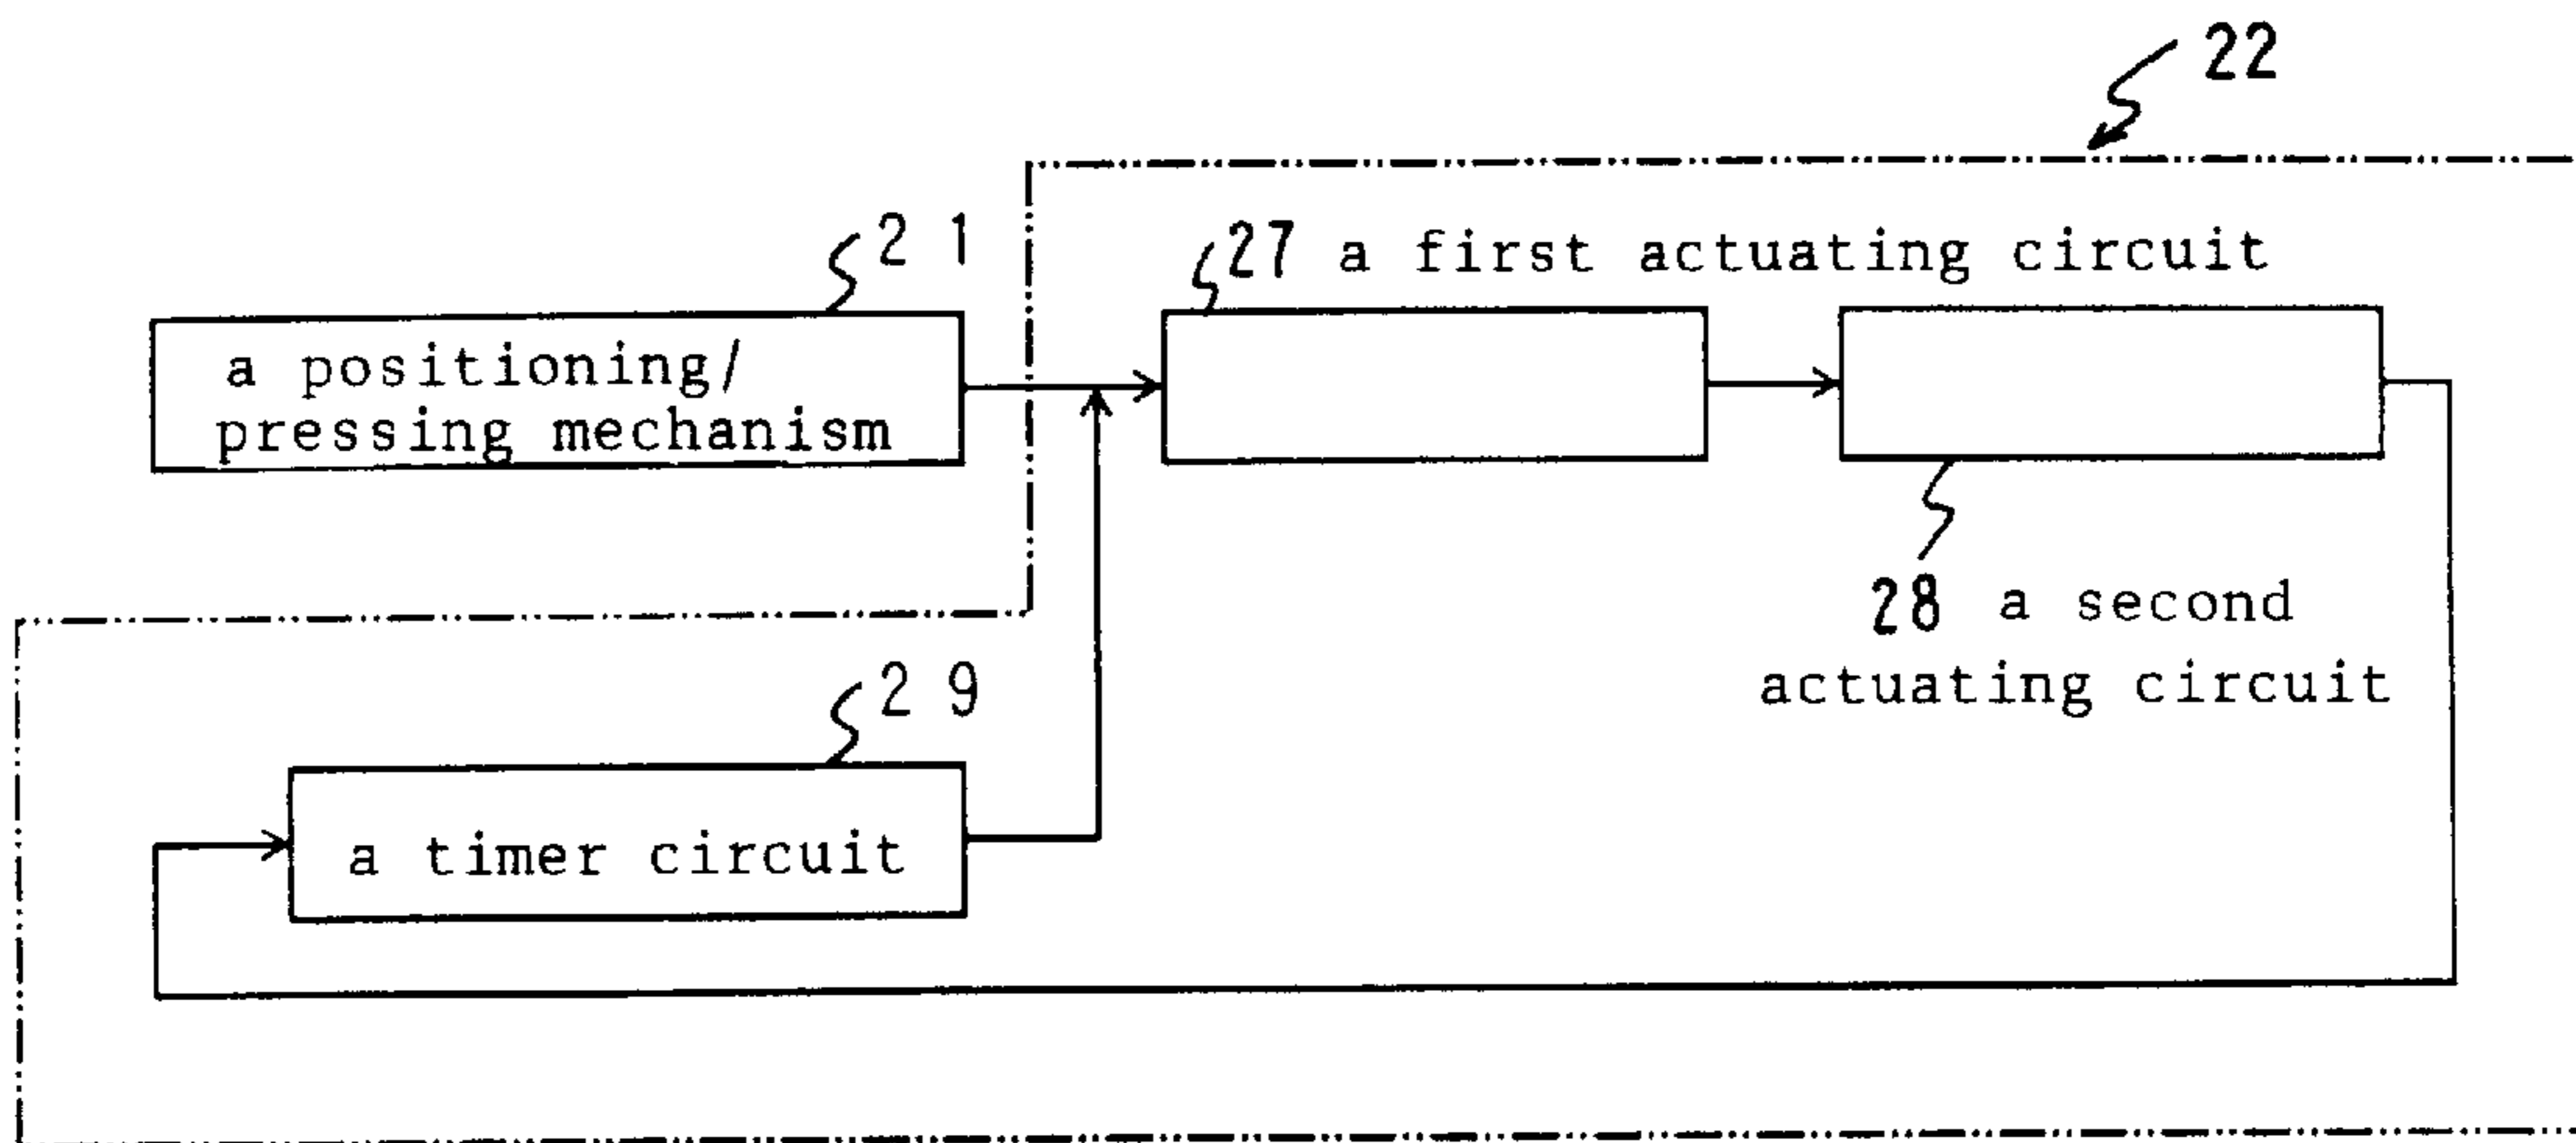 22
21
27 a first actuating circuit
a positioning/
pressing mechanism
28 a second
actuating circuit
29
a timer circuit